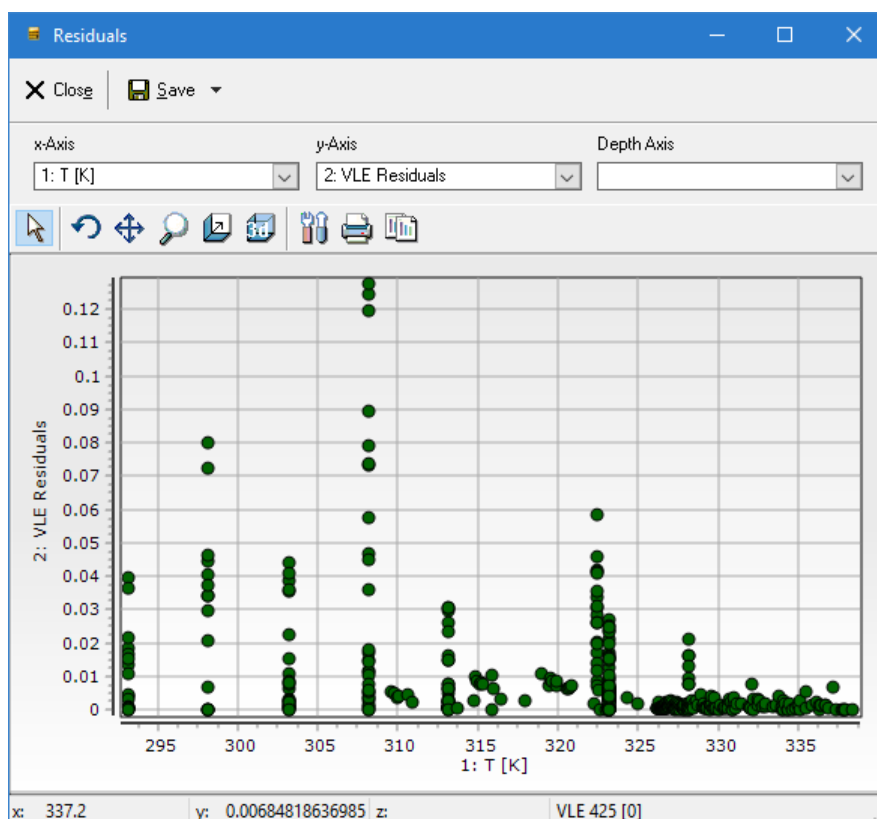 Residuals
Close Save
x-Axis y-Axis Depth Axis
1: T [K] 2: VLE Residuals
3d
0.12
0.11
0.1
0.09
0.08
0.07
0.06
0.05
0.04
0.03
0.02
0.01
0
2: VLE Residuals
295 300 305 310 315 320 325 330 335
1: T [K]
x: 337.2 y: 0.00684818636985 z: VLE 425 [0]